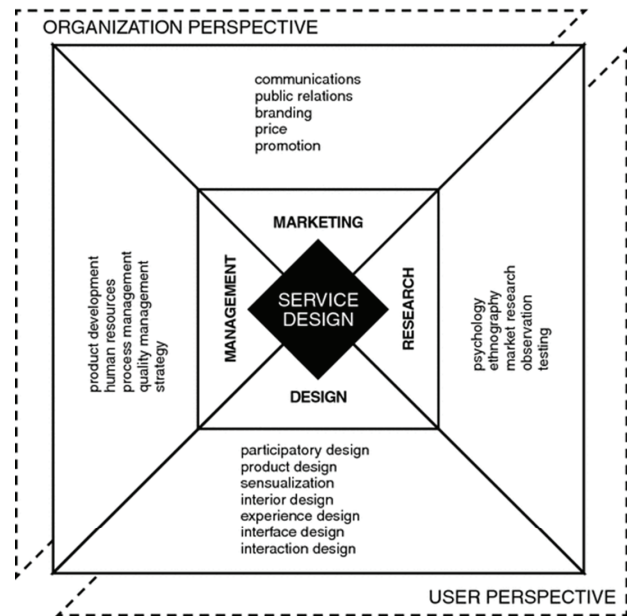 ORGANIZATION PERSPECTIVE
communications
public relations
branding
price
promotion
MARKETING
product development
human resources
process management
quality management
strategy
MANAGEMENT
SERVICE
DESIGN
RESEARCH
psychology
ethnography
market research
observation
testing
DESIGN
participatory design
product design
sensualization
interior design
experience design
interface design
interaction design
USER PERSPECTIVE